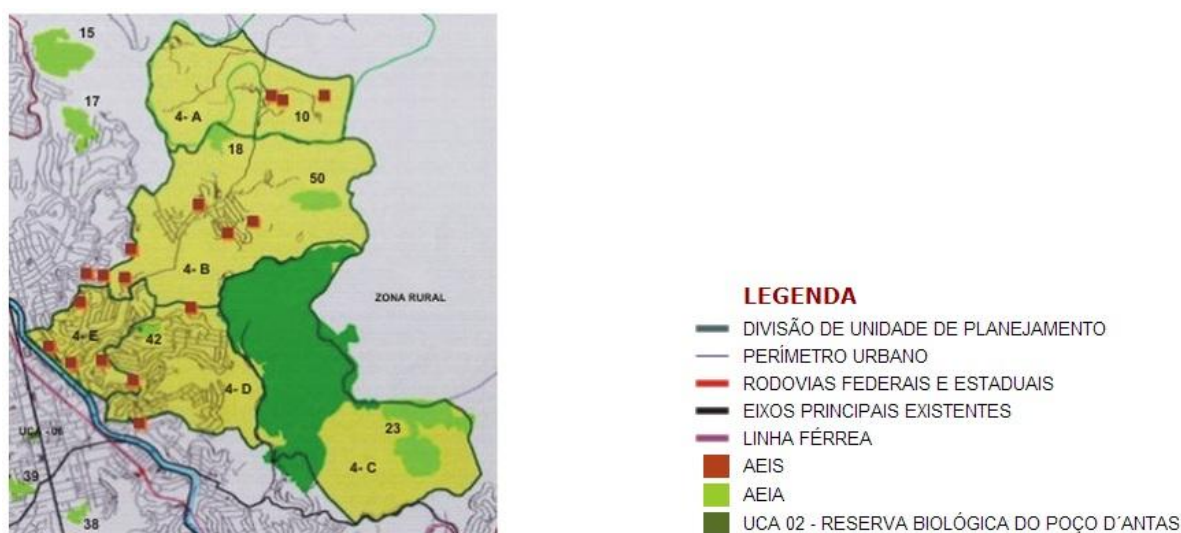 15
17
4- A
10
18
50
4- B
ZONA RURAL
4- E
42
4- D
UCA - 06
23
4- C
39
38
LEGENDA
DIVISÃO DE UNIDADE DE PLANEJAMENTO
PERÍMETRO URBANO
RODOVIAS FEDERAIS E ESTADUAIS
EIXOS PRINCIPAIS EXISTENTES
LINHA FÉRREA
AEIS
AEIA
UCA 02 - RESERVA BIOLÓGICA DO POÇO D´ANTAS